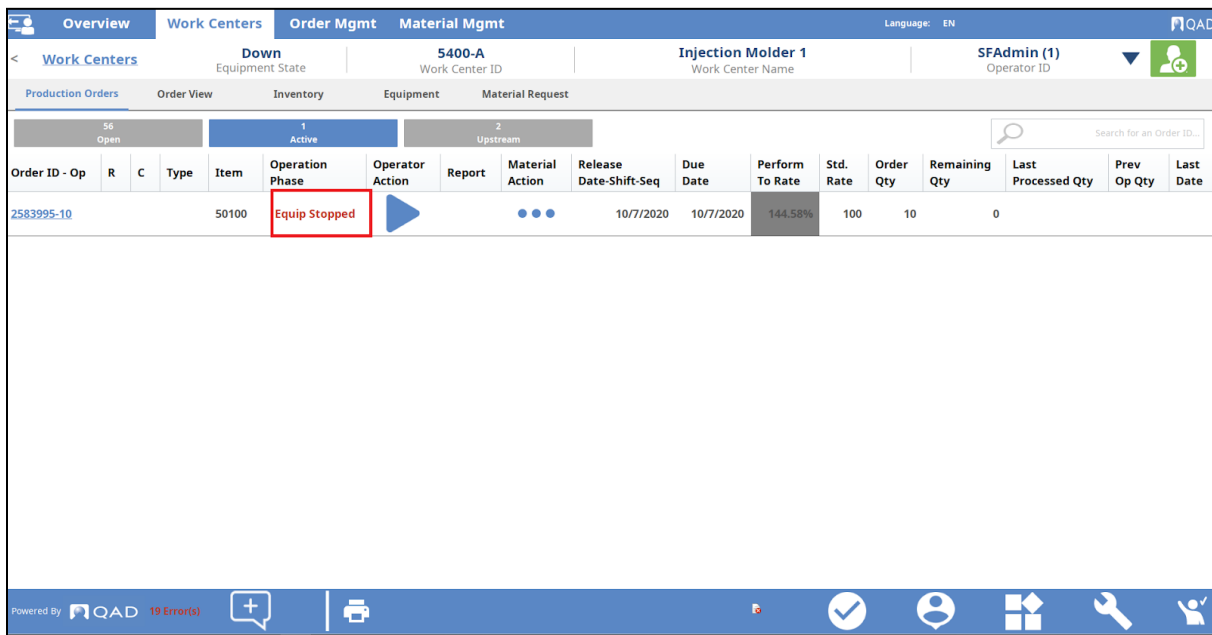 Overview Work Centers Order Mgmt Material Mgmt Language: EN QAD
< Work Centers Down 5400-A Injection Molder 1 SFAdmin (1)
Equipment State Work Center ID Work Center Name Operator ID
Production Orders Order View Inventory Equipment Material Request
56 1 2
Open Active Upstream Search for an Order ID...
Order ID - Op R C Type Item Operation Phase Operator Action Report Material Action Release Date-Shift-Seq Due Date Perform To Rate Std. Rate Order Qty Remaining Qty Last Processed Qty Prev Op Qty Last Date
2583995-10 50100 Equip Stopped 10/7/2020 10/7/2020 144.58% 100 10 0
Powered By QAD 19 Error(s)